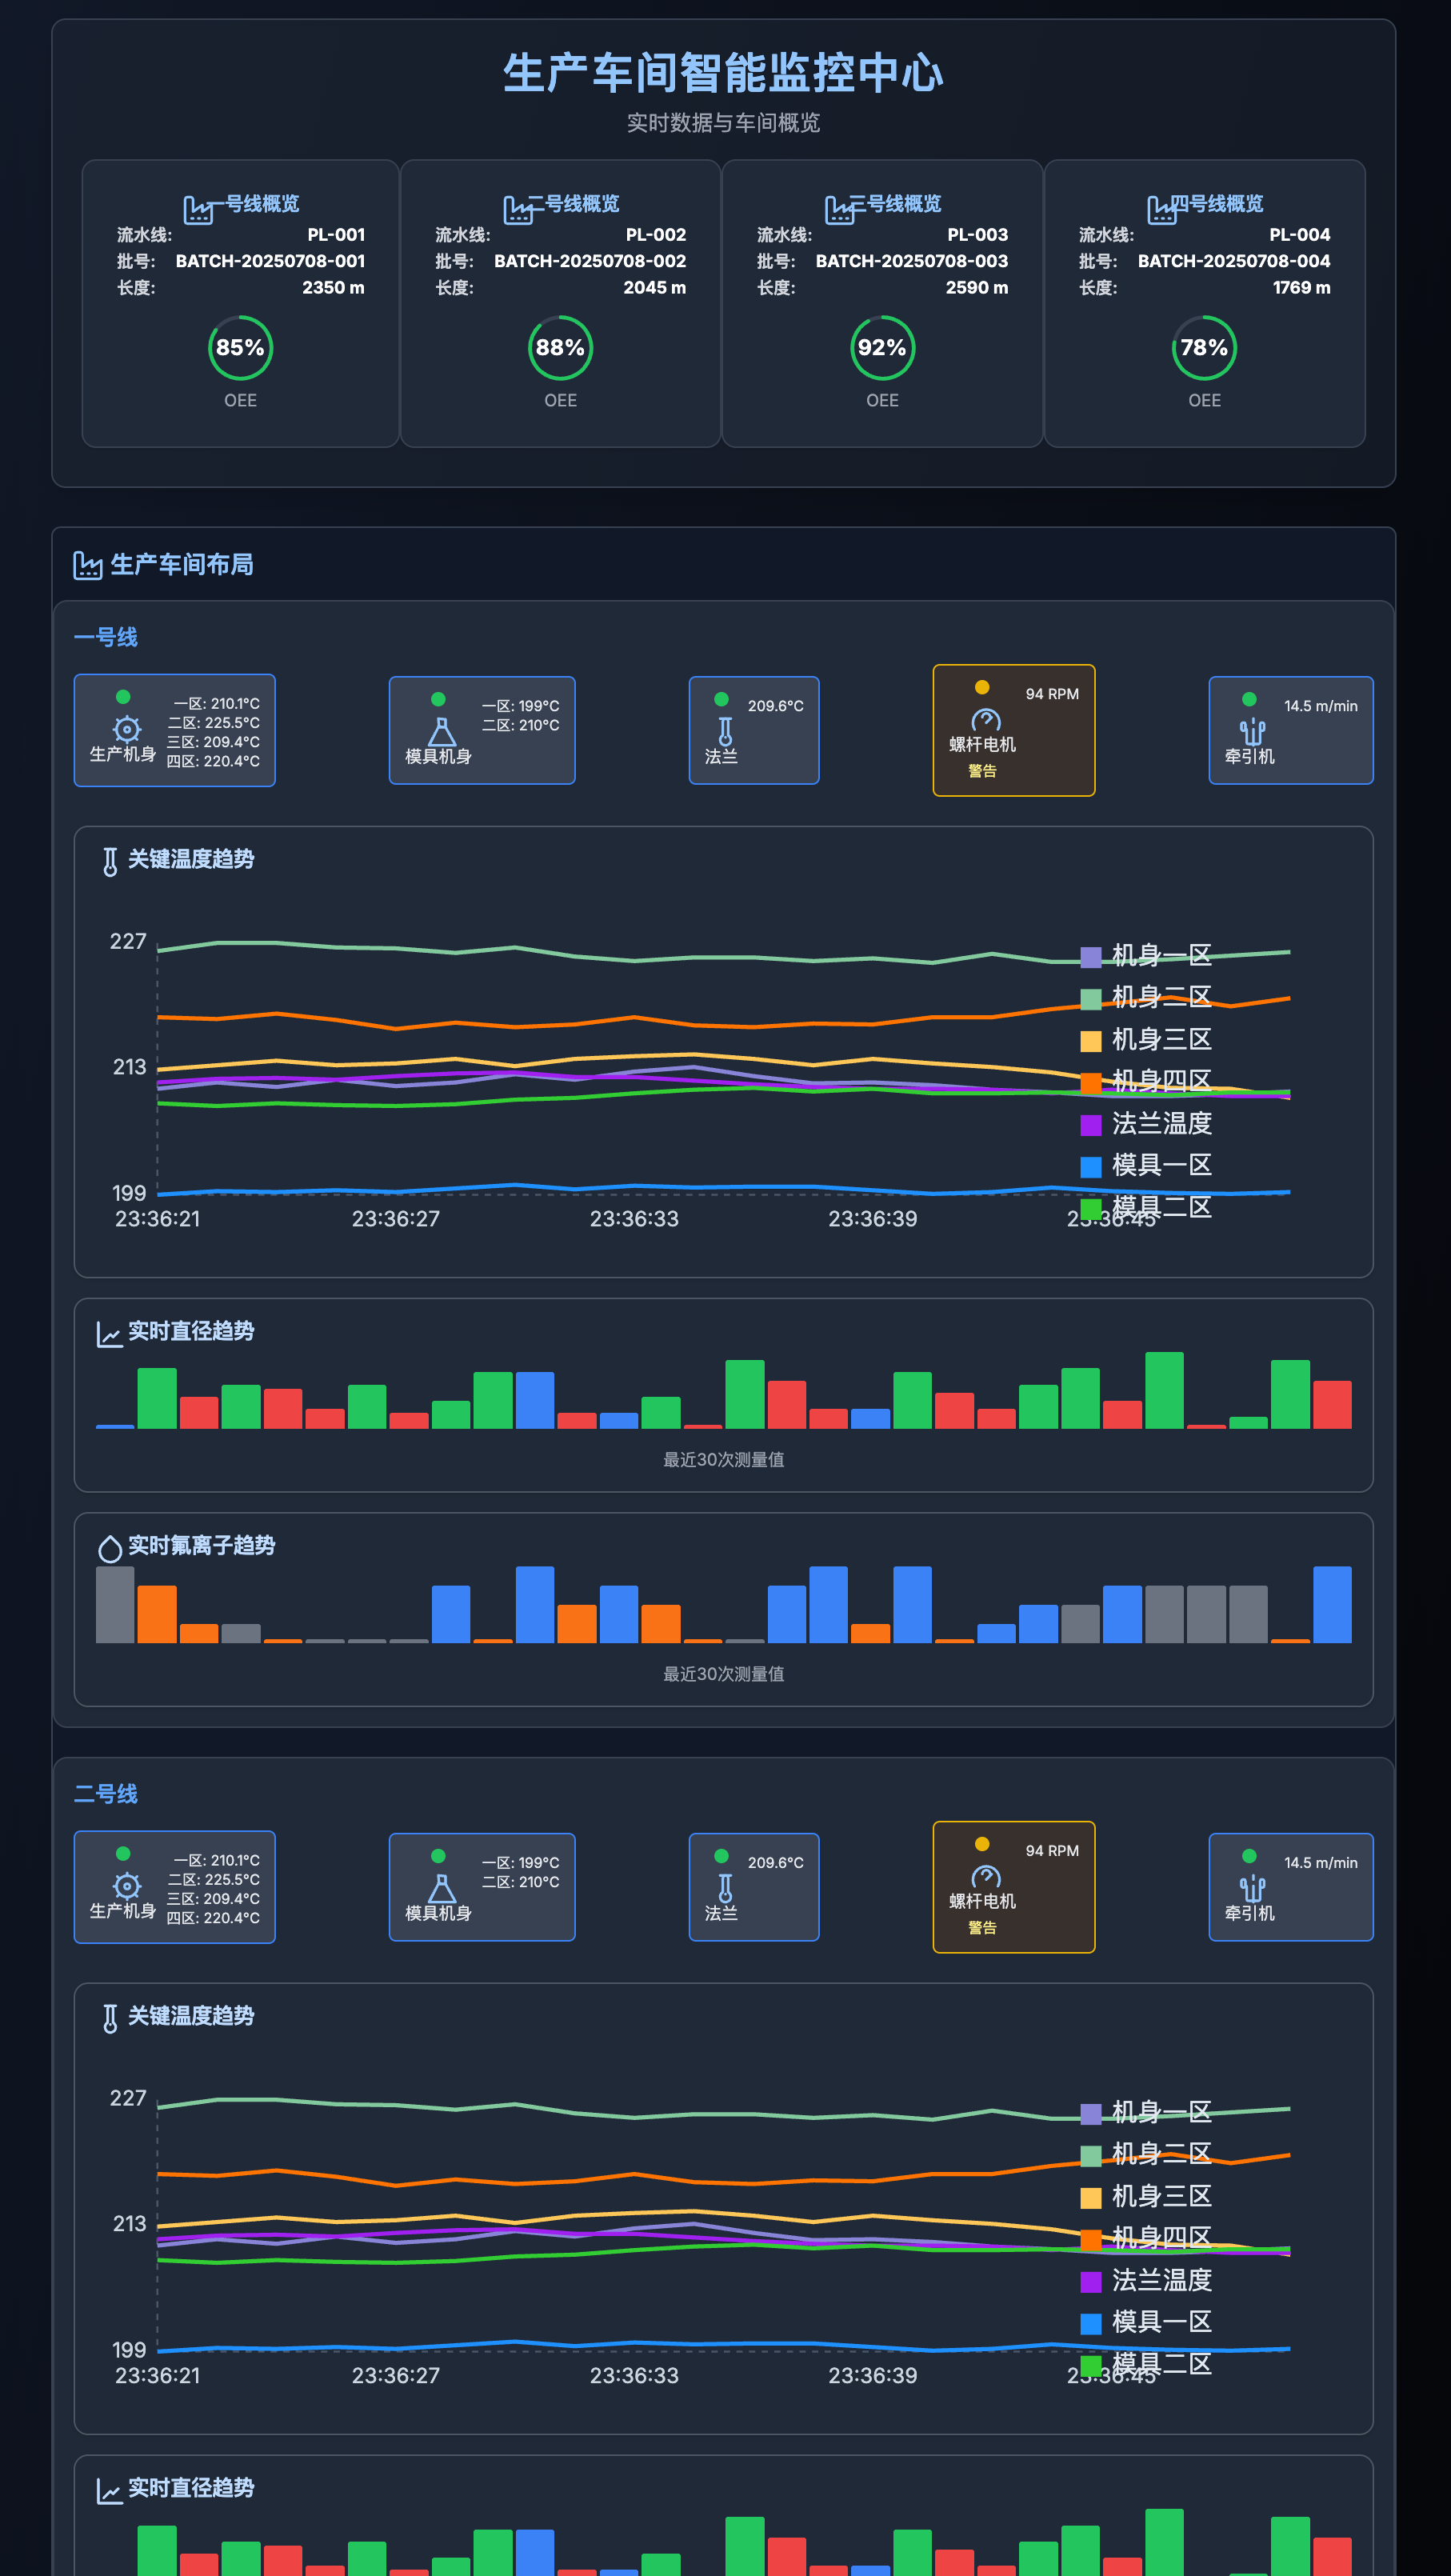 生产车间智能监控中心
实时数据与车间概览
一号线概览
流水线: PL-001
批号: BATCH-20250708-001
长度: 2350 m
85%
OEE
二号线概览
流水线: PL-002
批号: BATCH-20250708-002
长度: 2045 m
88%
OEE
三号线概览
流水线: PL-003
批号: BATCH-20250708-003
长度: 2590 m
92%
OEE
四号线概览
流水线: PL-004
批号: BATCH-20250708-004
长度: 1769 m
78%
OEE
生产车间布局
一号线
生产机身
一区: 210.1°C
二区: 225.5°C
三区: 209.4°C
四区: 220.4°C
模具机身
一区: 199°C
二区: 210°C
法兰
209.6°C
螺杆电机
警告
94 RPM
牵引机
14.5 m/min
关键温度趋势
227
213
199
23:36:21
23:36:27
23:36:33
23:36:39
23:36:45
机身一区
机身二区
机身三区
机身四区
法兰温度
模具一区
模具二区
实时直径趋势
最近30次测量值
实时氟离子趋势
最近30次测量值
二号线
生产机身
一区: 210.1°C
二区: 225.5°C
三区: 209.4°C
四区: 220.4°C
模具机身
一区: 199°C
二区: 210°C
法兰
209.6°C
螺杆电机
警告
94 RPM
牵引机
14.5 m/min
关键温度趋势
227
213
199
23:36:21
23:36:27
23:36:33
23:36:39
23:36:45
机身一区
机身二区
机身三区
机身四区
法兰温度
模具一区
模具二区
实时直径趋势